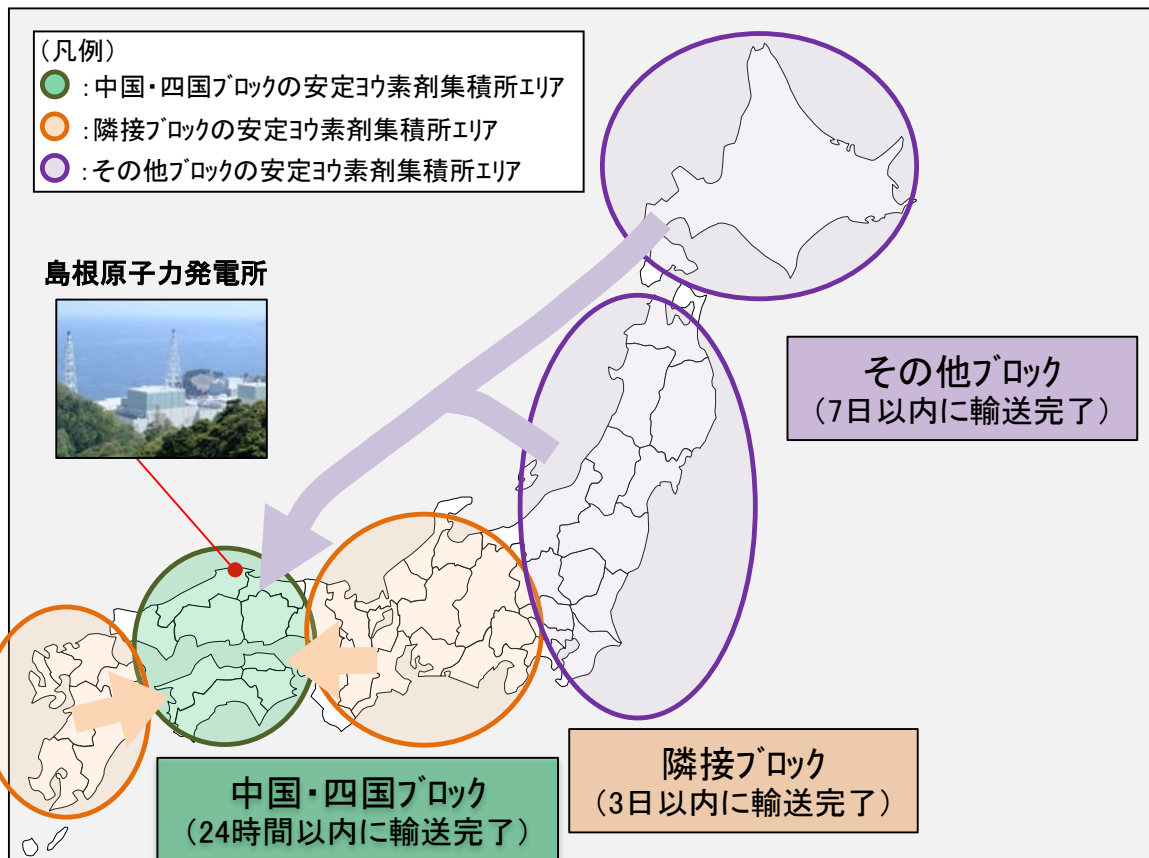 (凡例)
：中国・四国ブロックの安定ヨウ素剤集積所エリア
：隣接ブロックの安定ヨウ素剤集積所エリア
：その他ブロックの安定ヨウ素剤集積所エリア
島根原子力発電所
その他ブロック
（7日以内に輸送完了）
隣接ブロック
（3日以内に輸送完了）
中国・四国ブロック
（24時間以内に輸送完了）